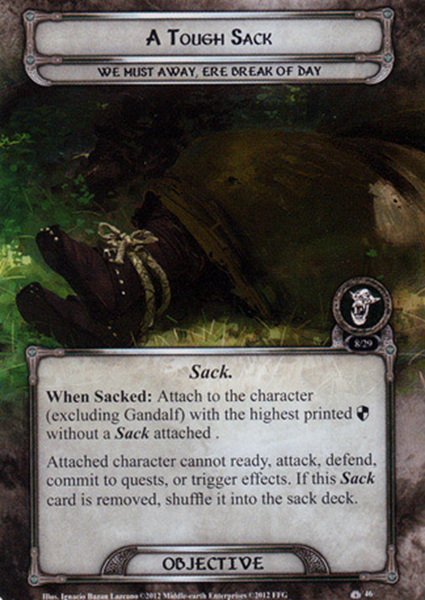 A Tough Sack
WE MUST AWAY, ERE BREAK OF DAY
8/29
Sack.
When Sacked: Attach to the character
(excluding Gandalf) with the highest printed
without a Sack attached .
Attached character cannot ready, attack, defend,
commit to quests, or trigger effects. If this Sack
card is removed, shuffle it into the sack deck.
OBJECTIVE
Illus. Ignacio Bazan Lazcano ©2012 Middle-earth Enterprises ©2012 FFG
46